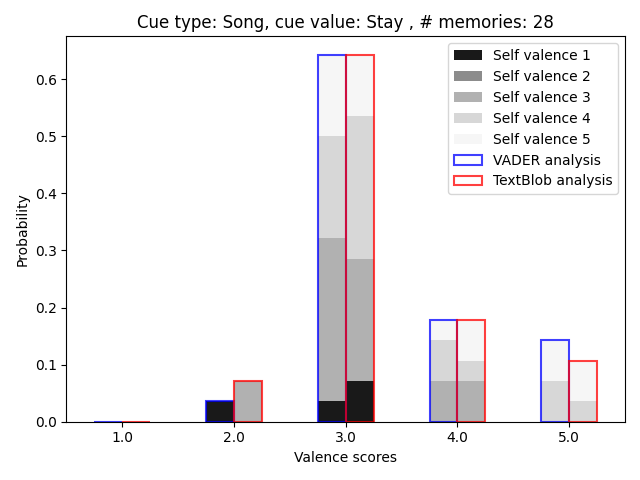 Cue type: Song, cue value: Stay , # memories: 28
Self valence 1
Self valence 2
Self valence 3
Self valence 4
Self valence 5
VADER analysis
TextBlob analysis
Probability
0.6
0.5
0.4
0.3
0.2
0.1
0.0
1.0 2.0 3.0 4.0 5.0
Valence scores